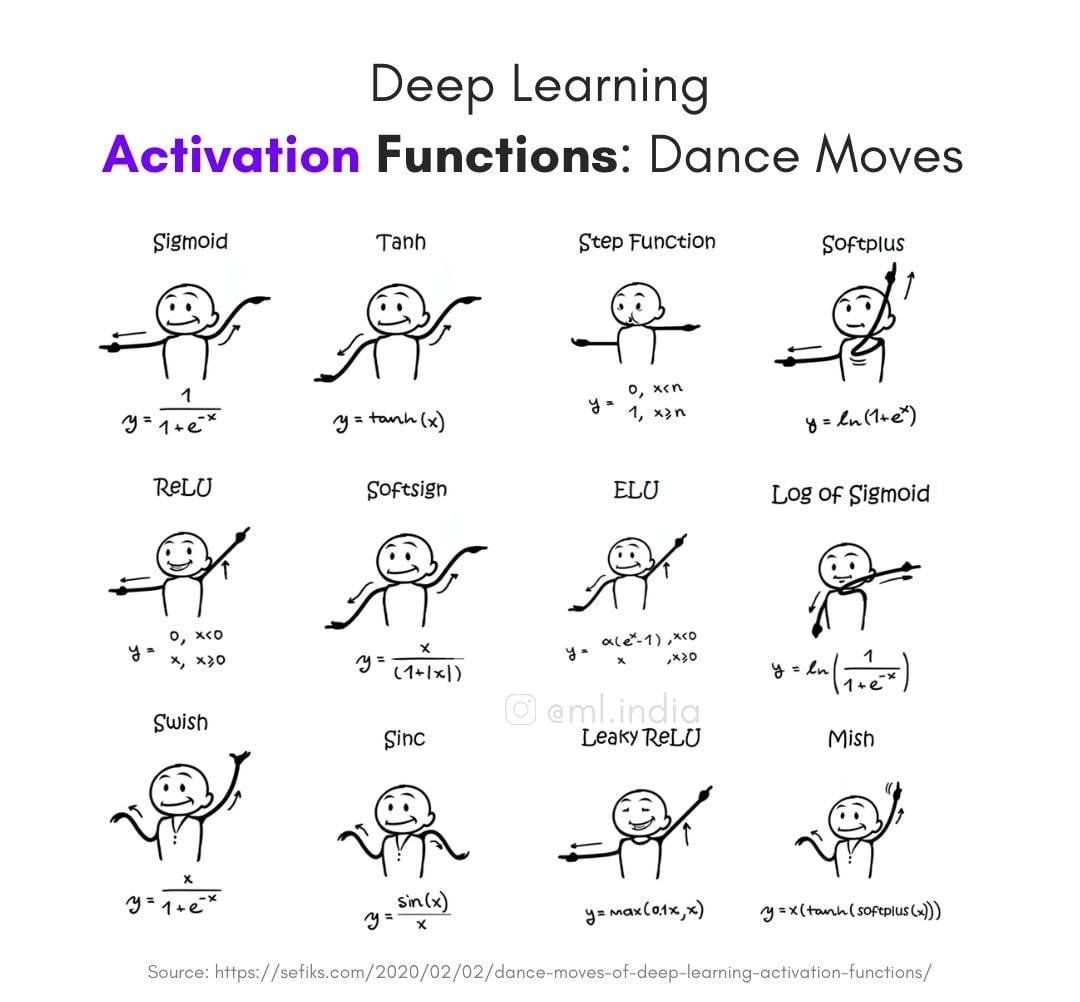 Deep Learning
Activation Functions: Dance Moves
Sigmoid
y = 1 / 1+e^-x
Tanh
y = tanh(x)
Step Function
y = 0, x<n
1, x≥n
Softplus
y = ln(1+e^x)
ReLU
y = 0, x<0
x, x≥0
Softsign
y = x / (1+|x|)
ELU
y = α(e^x-1), x<0
x, x≥0
Log of Sigmoid
y = ln(1 / 1+e^-x)
Swish
y = x / 1+e^-x
Sinc
y = sin(x) / x
@ml.india
Leaky ReLU
y=max(0.1x,x)
Mish
y=x(tanh(softplus(x)))
Source: https://sefiks.com/2020/02/02/dance-moves-of-deep-learning-activation-functions/